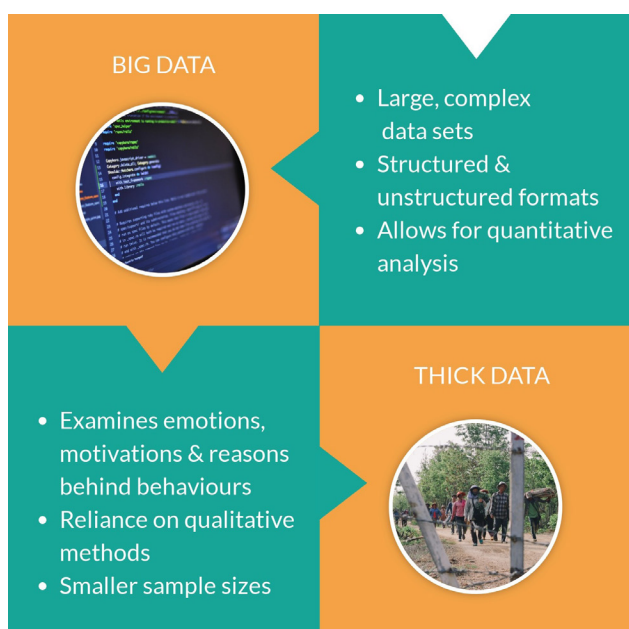 BIG DATA
• Large, complex
data sets
• Structured &
unstructured formats
• Allows for quantitative
analysis
• Examines emotions,
motivations & reasons
behind behaviours
• Reliance on qualitative
methods
• Smaller sample sizes
THICK DATA